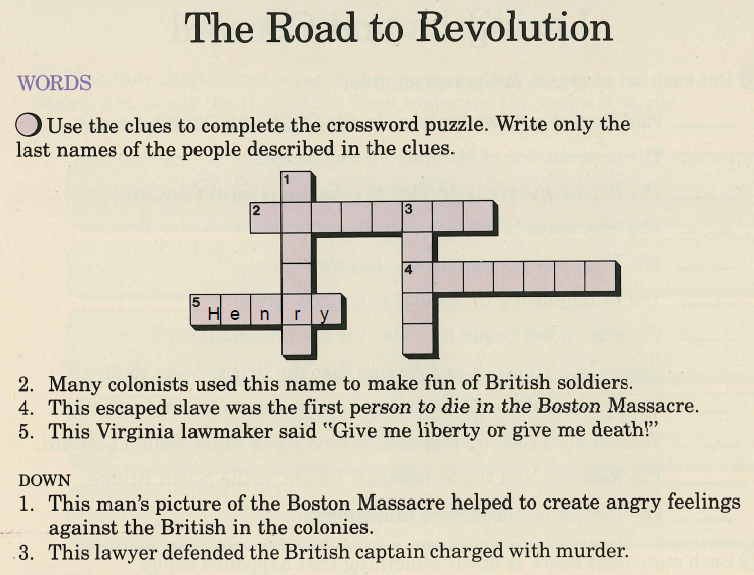 The Road to Revolution
WORDS
Use the clues to complete the crossword puzzle. Write only the
last names of the people described in the clues.
1
2 3
4
5 H e n r y
2. Many colonists used this name to make fun of British soldiers.
4. This escaped slave was the first person to die in the Boston Massacre.
5. This Virginia lawmaker said "Give me liberty or give me death!"
DOWN
1. This man's picture of the Boston Massacre helped to create angry feelings
against the British in the colonies.
3. This lawyer defended the British captain charged with murder.